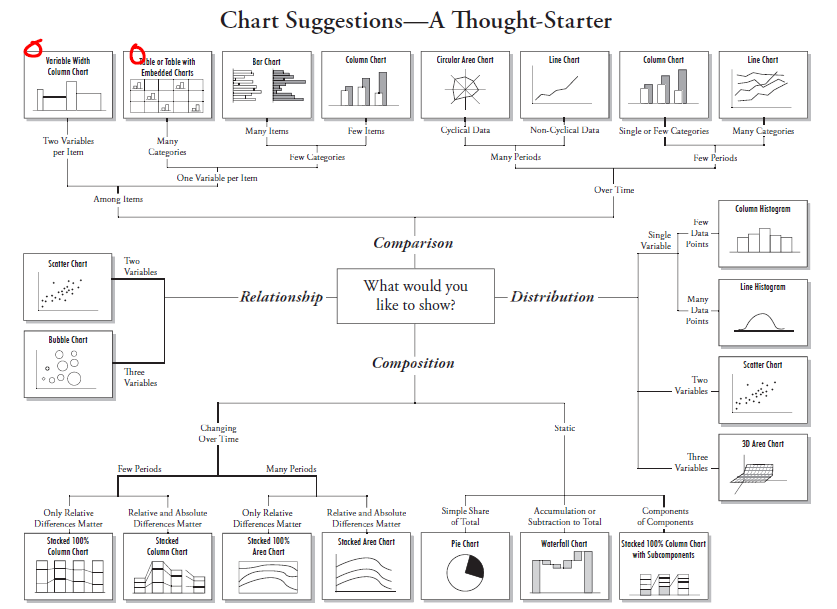 Chart Suggestions—A Thought-Starter
Variable Width
Column Chart
Table or Table with
Embedded Charts
Bar Chart
Column Chart
Circular Area Chart
Line Chart
Column Chart
Line Chart
Two Variables
per Item
Many
Categories
Many Items
Few Items
Cyclical Data
Non-Cyclical Data
Single or Few Categories
Many Categories
Few Categories
Many Periods
Few Periods
One Variable per Item
Among Items
Over Time
Comparison
What would you
like to show?
Relationship
Scatter Chart
Two
Variables
Bubble Chart
Three
Variables
Distribution
Single
Variable
Few
Data
Points
Column Histogram
Many
Data
Points
Line Histogram
Two
Variables
Scatter Chart
Three
Variables
3D Area Chart
Composition
Changing
Over Time
Static
Few Periods
Many Periods
Only Relative
Differences Matter
Relative and Absolute
Differences Matter
Only Relative
Differences Matter
Relative and Absolute
Differences Matter
Simple Share
of Total
Accumulation or
Subtraction to Total
Components
of Components
Stacked 100%
Column Chart
Stacked
Column Chart
Stacked 100%
Area Chart
Stacked Area Chart
Pie Chart
Waterfall Chart
Stacked 100% Column Chart
with Subcomponents